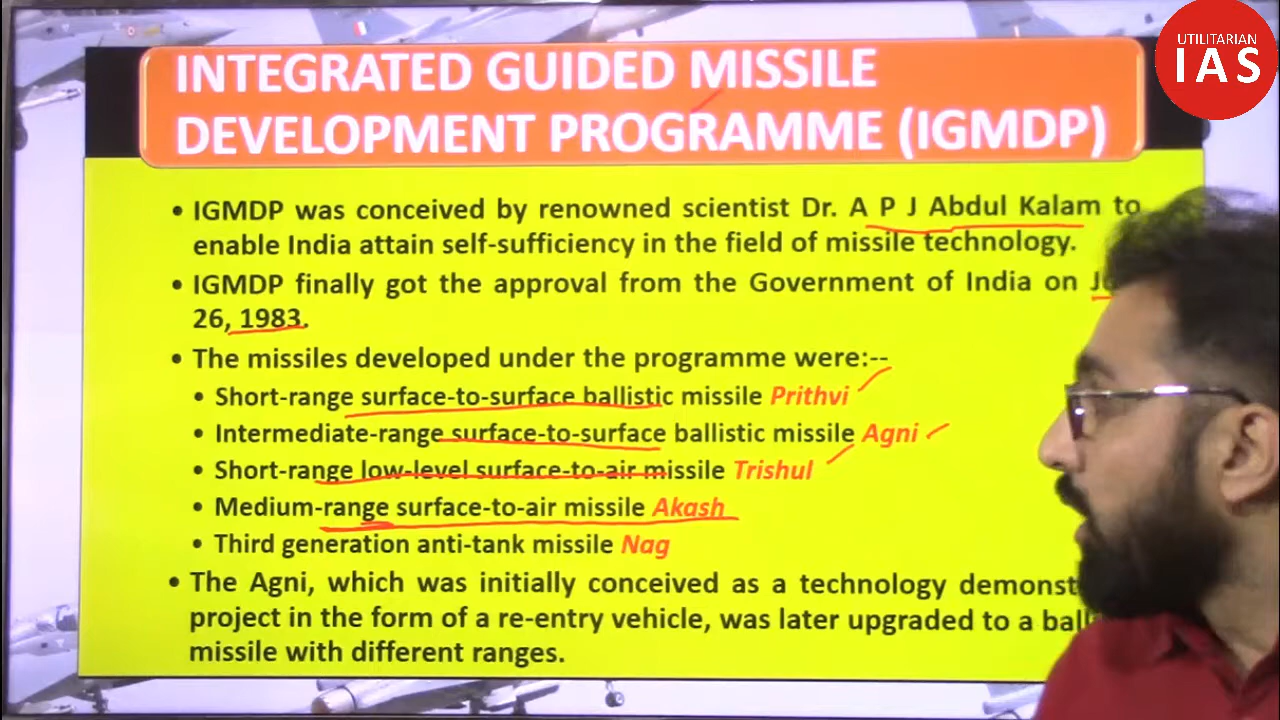 UTILITARIAN
IAS
INTEGRATED GUIDED MISSILE
DEVELOPMENT PROGRAMME (IGMDP)
• IGMDP was conceived by renowned scientist Dr. A P J Abdul Kalam to
enable India attain self-sufficiency in the field of missile technology.
• IGMDP finally got the approval from the Government of India on
26, 1983.
• The missiles developed under the programme were:--
• Short-range surface-to-surface ballistic missile Prithvi
• Intermediate-range surface-to-surface ballistic missile Agni
• Short-range low-level surface-to-air missile Trishul
• Medium-range surface-to-air missile Akash
• Third generation anti-tank missile Nag
• The Agni, which was initially conceived as a technology
project in the form of a re-entry vehicle, was later upgraded to a
missile with different ranges.